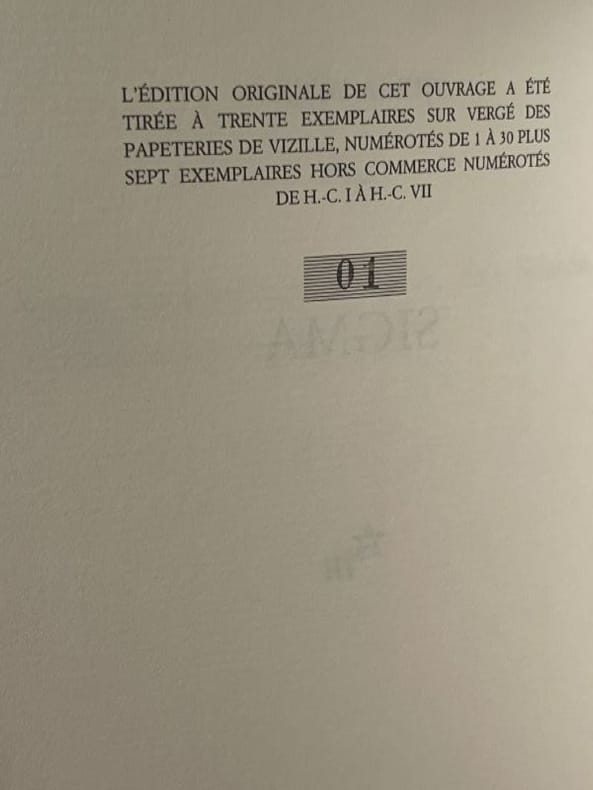 L'ÉDITION ORIGINALE DE CET OUVRAGE A ÉTÉ
TIRÉE À TRENTE EXEMPLAIRES SUR VERGÉ DES
PAPETERIES DE VIZILLE, NUMÉROTÉS DE 1 À 30 PLUS
SEPT EXEMPLAIRES HORS COMMERCE NUMÉROTÉS
DE H.-C. I À H.-C. VII
01
SIGMA